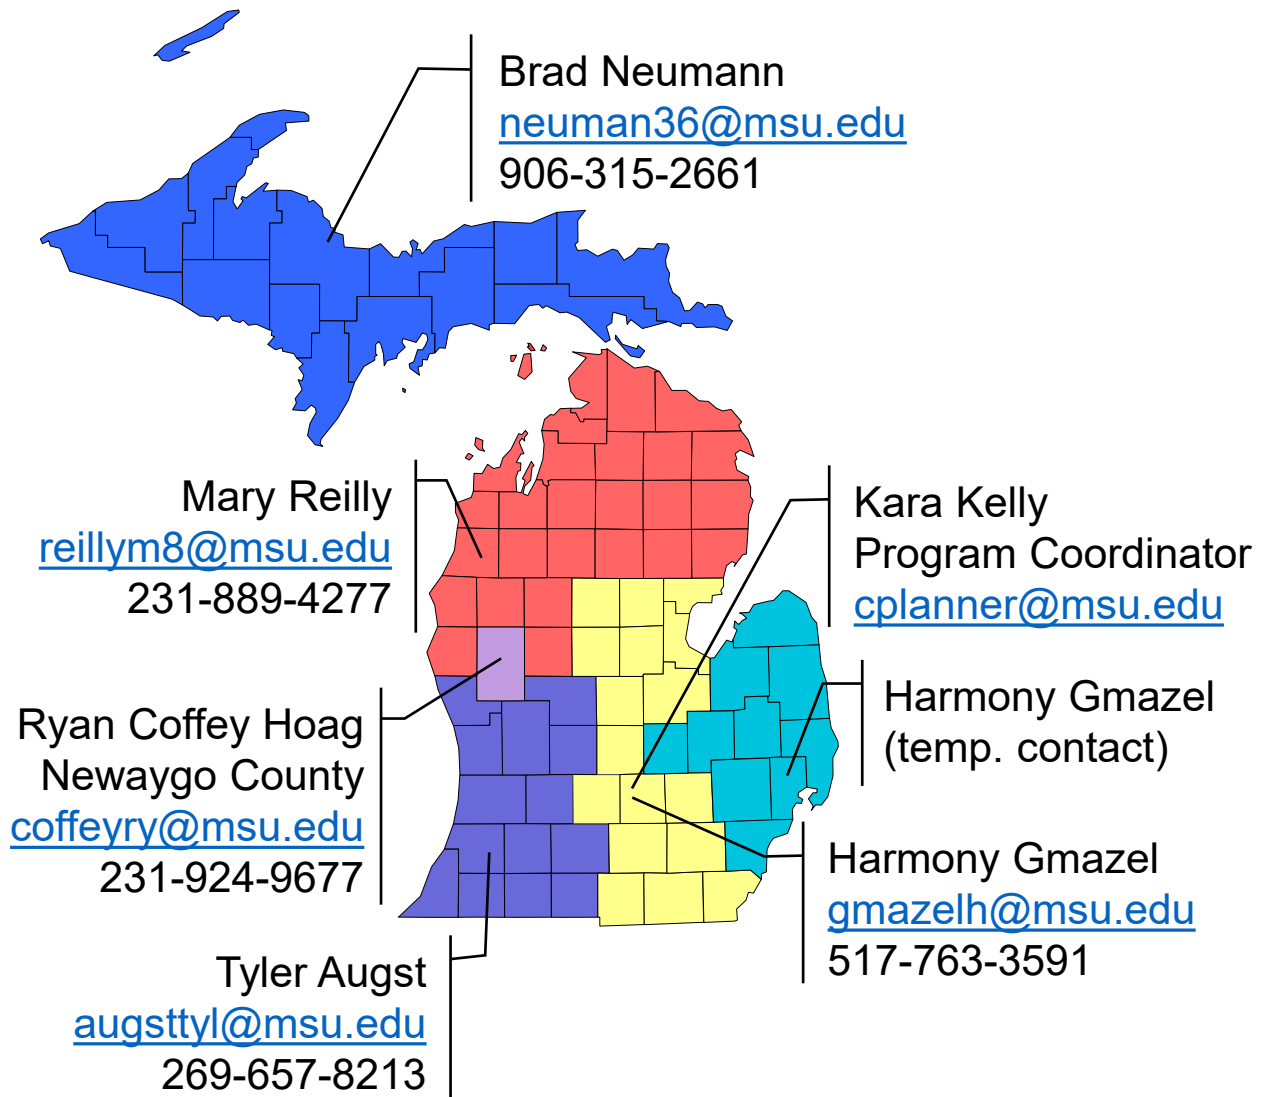 Brad Neumann
neuman36@msu.edu
906-315-2661
Mary Reilly
reillym8@msu.edu
231-889-4277
Kara Kelly
Program Coordinator
cplanner@msu.edu
Ryan Coffey Hoag
Newaygo County
coffeyry@msu.edu
231-924-9677
Harmony Gmazel
(temp. contact)
Harmony Gmazel
gmazelh@msu.edu
517-763-3591
Tyler Augst
augsttyl@msu.edu
269-657-8213